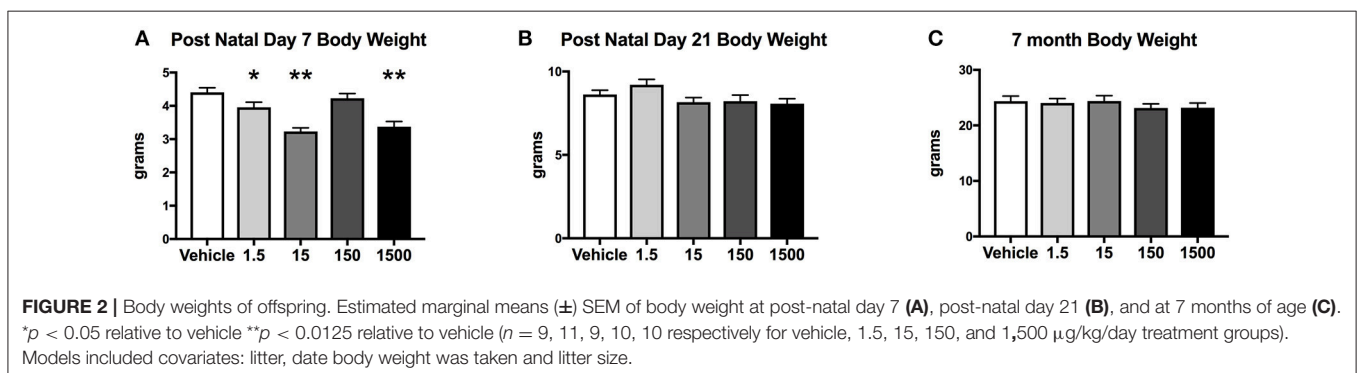 A Post Natal Day 7 Body Weight
B Post Natal Day 21 Body Weight
C 7 month Body Weight
5
4
3
2
1
0
grams
* ** **
Vehicle 1.5 15 150 1500
10
5
0
grams
Vehicle 1.5 15 150 1500
30
20
10
0
grams
Vehicle 1.5 15 150 1500
FIGURE 2 | Body weights of offspring. Estimated marginal means (±) SEM of body weight at post-natal day 7 (A), post-natal day 21 (B), and at 7 months of age (C).
*p < 0.05 relative to vehicle **p < 0.0125 relative to vehicle (n = 9, 11, 9, 10, 10 respectively for vehicle, 1.5, 15, 150, and 1,500 μg/kg/day treatment groups).
Models included covariates: litter, date body weight was taken and litter size.